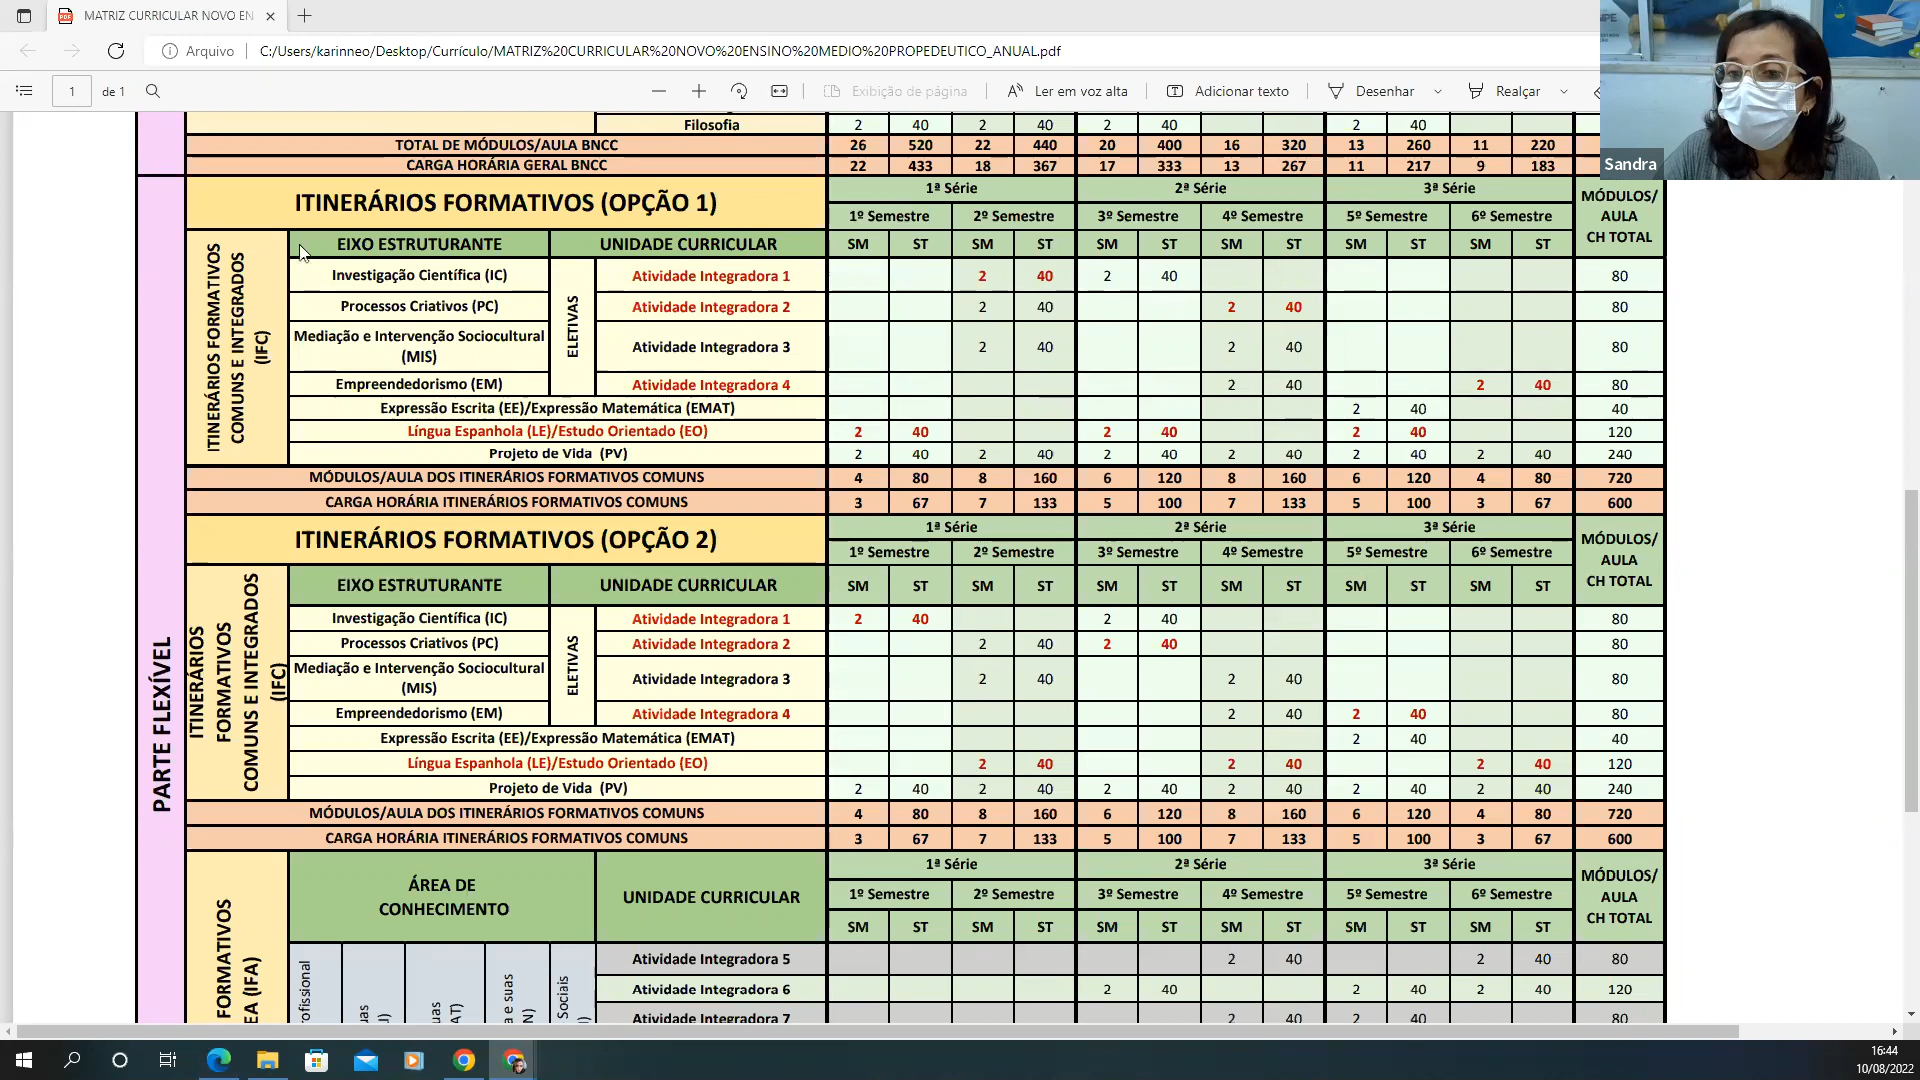 MATRIZ CURRICULAR NOVO EN
Arquivo C:/Users/karinneo/Desktop/Currículo/MATRIZ%20CURRICULAR%20NOVO%20ENSINO%20MEDIO%20PROPEDEUTICO_ANUAL.pdf
1 de 1 Exibição de página Ler em voz alta Adicionar texto Desenhar Realçar
Sandra
Filosofia 2 40 2 40 2 40 2 40
TOTAL DE MÓDULOS/AULA BNCC 26 520 22 440 20 400 16 320 13 260 11 220
CARGA HORÁRIA GERAL BNCC 22 433 18 367 17 333 13 267 11 217 9 183
PARTE FLEXÍVEL
ITINERÁRIOS FORMATIVOS (OPÇÃO 1)
1ª Série 2ª Série 3ª Série
MÓDULOS/
AULA
CH TOTAL
1º Semestre 2º Semestre 3º Semestre 4º Semestre 5º Semestre 6º Semestre
ITINERÁRIOS FORMATIVOS
COMUNS E INTEGRADOS
(IFC)
EIXO ESTRUTURANTE UNIDADE CURRICULAR SM ST SM ST SM ST SM ST SM ST SM ST
ELETIVAS
Investigação Científica (IC) Atividade Integradora 1 2 40 2 40 80
Processos Criativos (PC) Atividade Integradora 2 2 40 2 40 80
Mediação e Intervenção Sociocultural
(MIS) Atividade Integradora 3 2 40 2 40 80
Empreendedorismo (EM) Atividade Integradora 4 2 40 2 40 80
Expressão Escrita (EE)/Expressão Matemática (EMAT) 2 40 40
Língua Espanhola (LE)/Estudo Orientado (EO) 2 40 2 40 2 40 120
Projeto de Vida (PV) 2 40 2 40 2 40 2 40 2 40 2 40 240
MÓDULOS/AULA DOS ITINERÁRIOS FORMATIVOS COMUNS 4 80 8 160 6 120 8 160 6 120 4 80 720
CARGA HORÁRIA ITINERÁRIOS FORMATIVOS COMUNS 3 67 7 133 5 100 7 133 5 100 3 67 600
ITINERÁRIOS FORMATIVOS (OPÇÃO 2)
1ª Série 2ª Série 3ª Série
MÓDULOS/
AULA
CH TOTAL
1º Semestre 2º Semestre 3º Semestre 4º Semestre 5º Semestre 6º Semestre
ITINERÁRIOS
FORMATIVOS
COMUNS E INTEGRADOS
(IFC)
EIXO ESTRUTURANTE UNIDADE CURRICULAR SM ST SM ST SM ST SM ST SM ST SM ST
ELETIVAS
Investigação Científica (IC) Atividade Integradora 1 2 40 2 40 80
Processos Criativos (PC) Atividade Integradora 2 2 40 2 40 80
Mediação e Intervenção Sociocultural
(MIS) Atividade Integradora 3 2 40 2 40 80
Empreendedorismo (EM) Atividade Integradora 4 2 40 2 40 80
Expressão Escrita (EE)/Expressão Matemática (EMAT) 2 40 40
Língua Espanhola (LE)/Estudo Orientado (EO) 2 40 2 40 2 40 120
Projeto de Vida (PV) 2 40 2 40 2 40 2 40 2 40 2 40 240
MÓDULOS/AULA DOS ITINERÁRIOS FORMATIVOS COMUNS 4 80 8 160 6 120 8 160 6 120 4 80 720
CARGA HORÁRIA ITINERÁRIOS FORMATIVOS COMUNS 3 67 7 133 5 100 7 133 5 100 3 67 600
FORMATIVOS
EA (IFA)
ÁREA DE
CONHECIMENTO
UNIDADE CURRICULAR
1ª Série 2ª Série 3ª Série
MÓDULOS/
AULA
CH TOTAL
1º Semestre 2º Semestre 3º Semestre 4º Semestre 5º Semestre 6º Semestre
SM ST SM ST SM ST SM ST SM ST SM ST
ofissional
uas
uas
AT)
a e suas
N)
Sociais
Atividade Integradora 5 2 40 2 40 80
Atividade Integradora 6 2 40 2 40 2 40 120
Atividade Integradora 7 2 40 2 40 80
16:44
10/08/2022